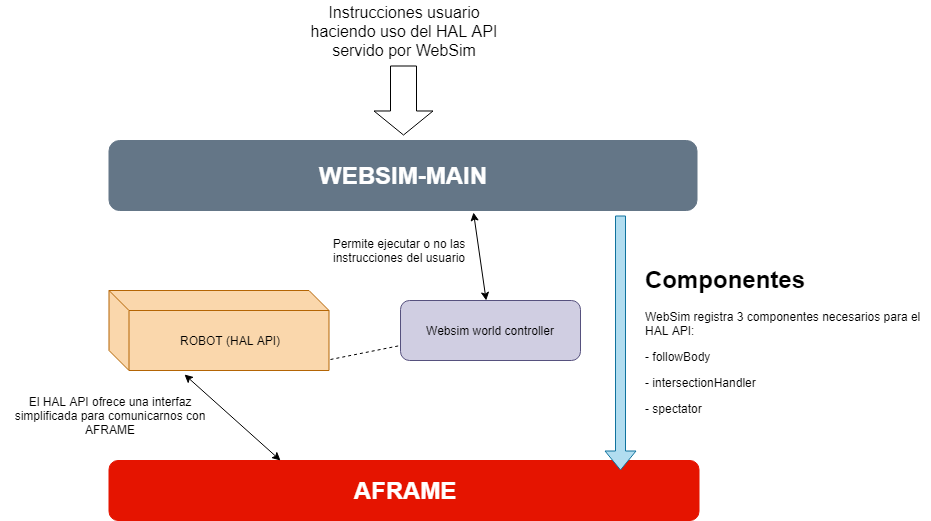 Instrucciones usuario
haciendo uso del HAL API
servido por WebSim
WEBSIM-MAIN
Permite ejecutar o no las
instrucciones del usuario
Componentes
WebSim registra 3 componentes necesarios para el
HAL API:
- followBody
- intersectionHandler
- spectator
ROBOT (HAL API)
Websim world controller
El HAL API ofrece una interfaz
simplificada para comunicarnos con
AFRAME
AFRAME